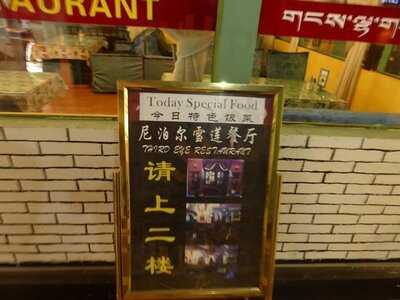 AURANT
Today Special Food
今日特色饭菜
尼泊尔雪莲餐厅
THIRD EYE RESTAURANT
请
上
二
楼